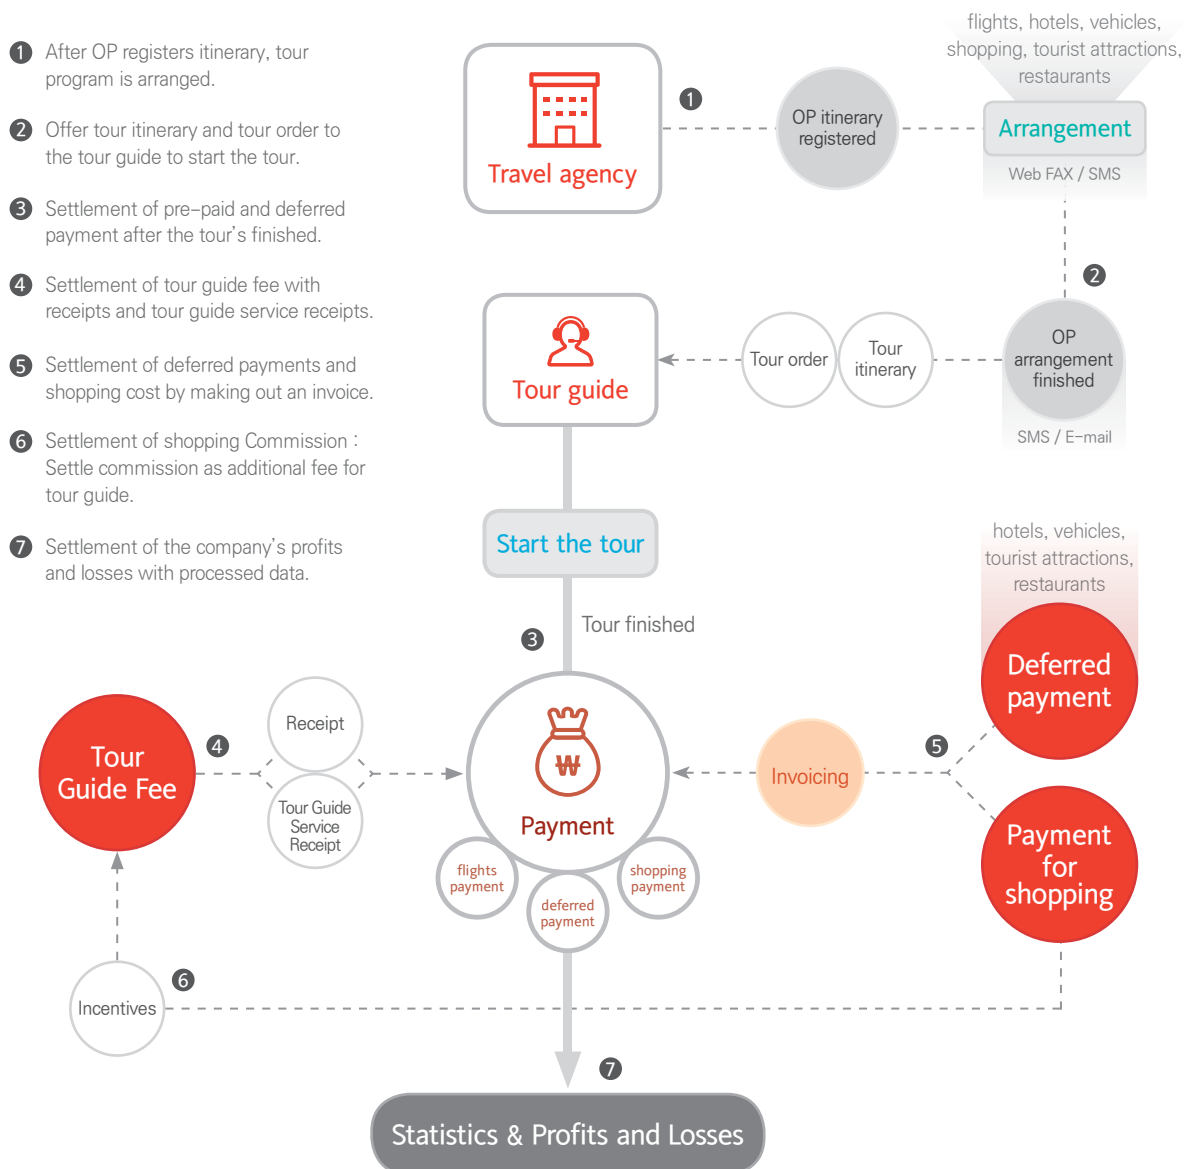 1 After OP registers itinerary, tour
program is arranged.
2 Offer tour itinerary and tour order to
the tour guide to start the tour.
3 Settlement of pre-paid and deferred
payment after the tour's finished.
4 Settlement of tour guide fee with
receipts and tour guide service receipts.
5 Settlement of deferred payments and
shopping cost by making out an invoice.
6 Settlement of shopping Commission :
Settle commission as additional fee for
tour guide.
7 Settlement of the company's profits
and losses with processed data.
Travel agency
1
OP itinerary
registered
flights, hotels, vehicles,
shopping, tourist attractions,
restaurants
Arrangement
Web FAX / SMS
2
OP
arrangement
finished
SMS / E-mail
Tour
itinerary
Tour order
Tour guide
Start the tour
Tour finished
3
₩
Payment
flights
payment
deferred
payment
shopping
payment
Tour
Guide Fee
4
Receipt
Tour Guide
Service
Receipt
Invoicing
5
hotels, vehicles,
tourist attractions,
restaurants
Deferred
payment
Payment
for
shopping
6
Incentives
7
Statistics & Profits and Losses